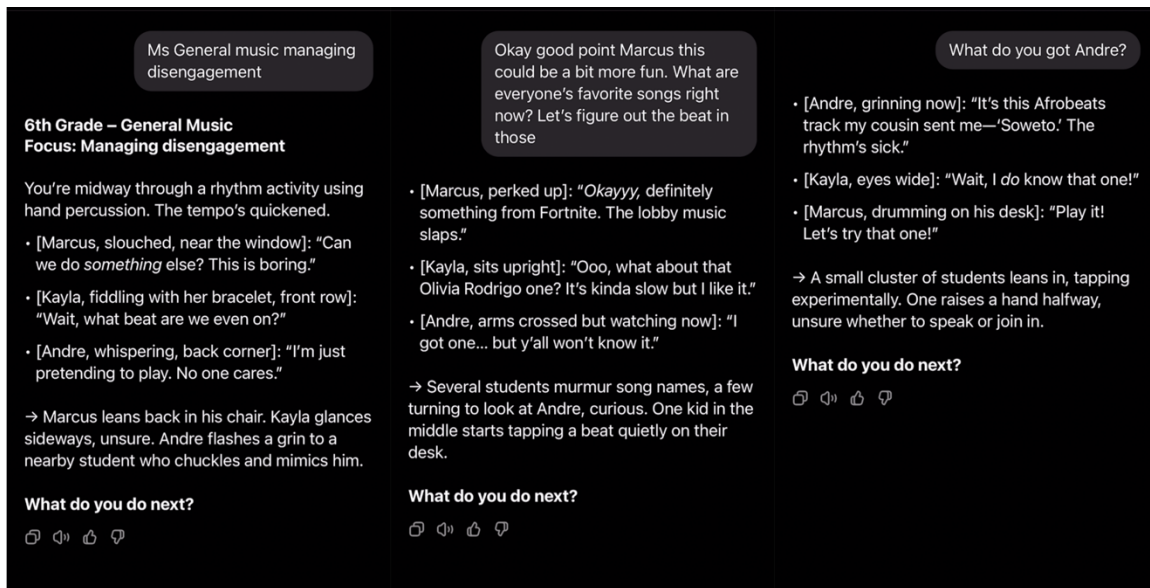 Ms General music managing
disengagement
6th Grade – General Music
Focus: Managing disengagement
You're midway through a rhythm activity using
hand percussion. The tempo's quickened.
• [Marcus, slouched, near the window]: "Can
we do something else? This is boring."
• [Kayla, fiddling with her bracelet, front row]:
"Wait, what beat are we even on?"
• [Andre, whispering, back corner]: "I'm just
pretending to play. No one cares."
→ Marcus leans back in his chair. Kayla glances
sideways, unsure. Andre flashes a grin to a
nearby student who chuckles and mimics him.
What do you do next?
Okay good point Marcus this
could be a bit more fun. What are
everyone's favorite songs right
now? Let's figure out the beat in
those
• [Marcus, perked up]: "Okayyy, definitely
something from Fortnite. The lobby music
slaps."
• [Kayla, sits upright]: "Ooo, what about that
Olivia Rodrigo one? It's kinda slow but I like it."
• [Andre, arms crossed but watching now]: "I
got one... but y'all won't know it."
→ Several students murmur song names, a few
turning to look at Andre, curious. One kid in the
middle starts tapping a beat quietly on their
desk.
What do you do next?
What do you got Andre?
• [Andre, grinning now]: "It's this Afrobeats
track my cousin sent me—'Soweto.' The
rhythm's sick."
• [Kayla, eyes wide]: "Wait, I do know that one!"
• [Marcus, drumming on his desk]: "Play it!
Let's try that one!"
→ A small cluster of students leans in, tapping
experimentally. One raises a hand halfway,
unsure whether to speak or join in.
What do you do next?